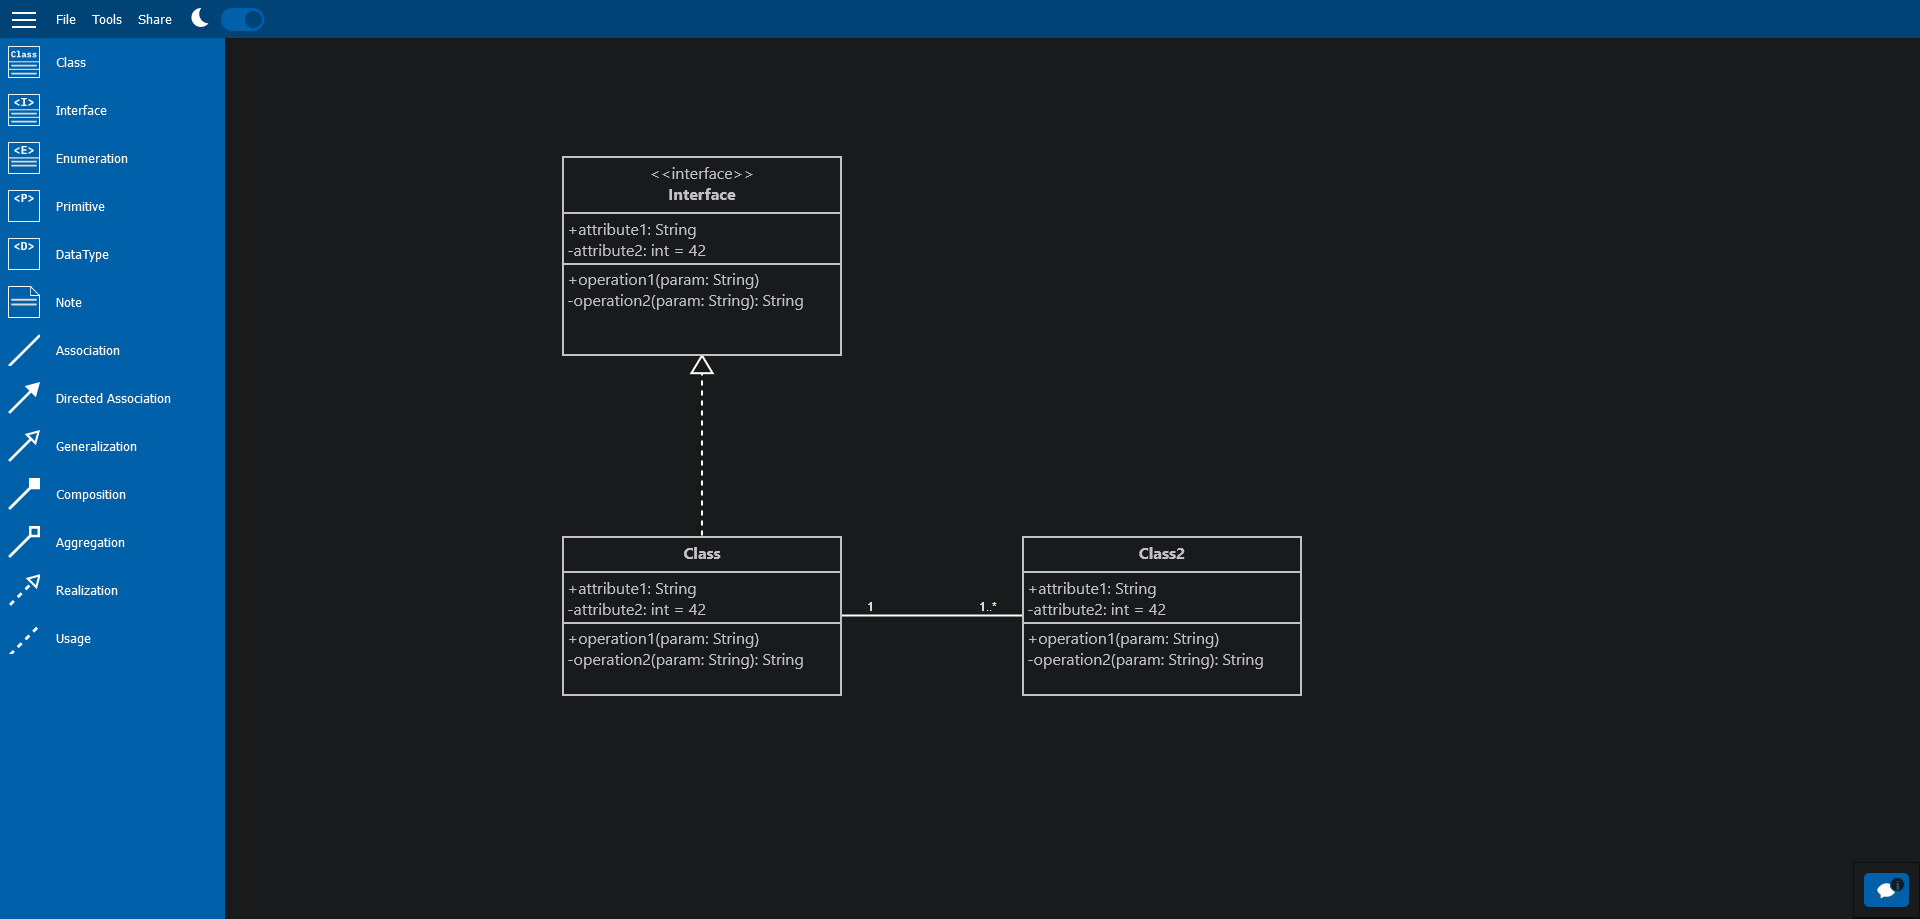 File Tools Share
Class
Class
<I>
Interface
<E>
Enumeration
<P>
Primitive
<D>
DataType
Note
Association
Directed Association
Generalization
Composition
Aggregation
Realization
Usage
<<interface>>
Interface
+attribute1: String
-attribute2: int = 42
+operation1(param: String)
-operation2(param: String): String
Class
+attribute1: String
-attribute2: int = 42
+operation1(param: String)
-operation2(param: String): String
1
1..*
Class2
+attribute1: String
-attribute2: int = 42
+operation1(param: String)
-operation2(param: String): String
i